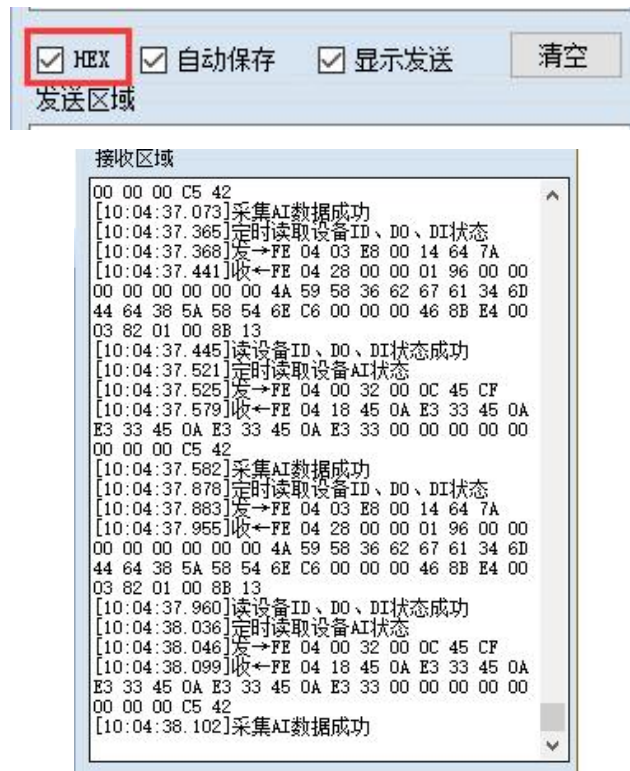 HEX 自动保存 显示发送 清空
发送区域
接收区域
00 00 00 C5 42
[10:04:37.073]采集AI数据成功
[10:04:37.365]定时读取设备ID、DO、DI状态
[10:04:37.368]发→FE 04 03 E8 00 14 64 7A
[10:04:37.441]收←FE 04 28 00 00 01 96 00 00
00 00 00 00 00 00 4A 59 58 36 62 67 61 34 6D
44 64 38 5A 58 54 6E C6 00 00 00 46 8B E4 00
03 82 01 00 8B 13
[10:04:37.445]读设备ID、DO、DI状态成功
[10:04:37.521]定时读取设备AI状态
[10:04:37.525]发→FE 04 00 32 00 0C 45 CF
[10:04:37.579]收←FE 04 18 45 0A E3 33 45 0A
E3 33 45 0A E3 33 45 0A E3 33 00 00 00 00 00
00 00 00 C5 42
[10:04:37.582]采集AI数据成功
[10:04:37.878]定时读取设备ID、DO、DI状态
[10:04:37.883]发→FE 04 03 E8 00 14 64 7A
[10:04:37.955]收←FE 04 28 00 00 01 96 00 00
00 00 00 00 00 00 4A 59 58 36 62 67 61 34 6D
44 64 38 5A 58 54 6E C6 00 00 00 46 8B E4 00
03 82 01 00 8B 13
[10:04:37.960]读设备ID、DO、DI状态成功
[10:04:38.036]定时读取设备AI状态
[10:04:38.046]发→FE 04 00 32 00 0C 45 CF
[10:04:38.099]收←FE 04 18 45 0A E3 33 45 0A
E3 33 45 0A E3 33 45 0A E3 33 00 00 00 00 00
00 00 00 C5 42
[10:04:38.102]采集AI数据成功